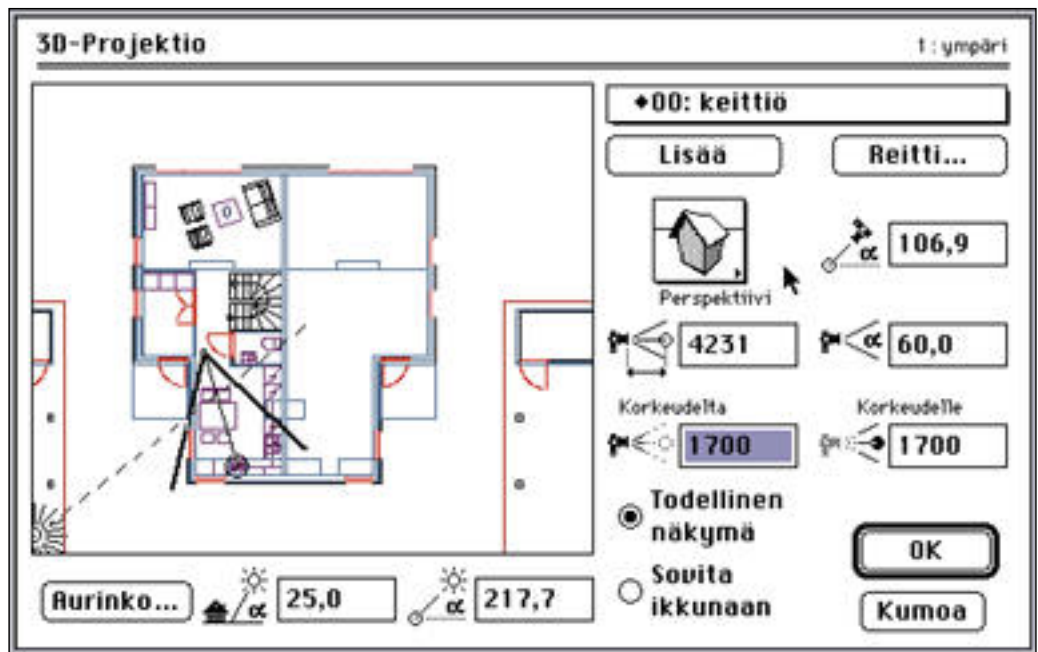 3D-Projektio
1 : ympäri
◆00: keittiö
Lisää
Reitti...
α 106,9
Perspektiivi
4231
α 60,0
Korkeudelta
Korkeudelle
1700
1700
Todellinen
näkymä
Sovita
ikkunaan
OK
Kumoa
Aurinko...
α 25,0
α 217,7